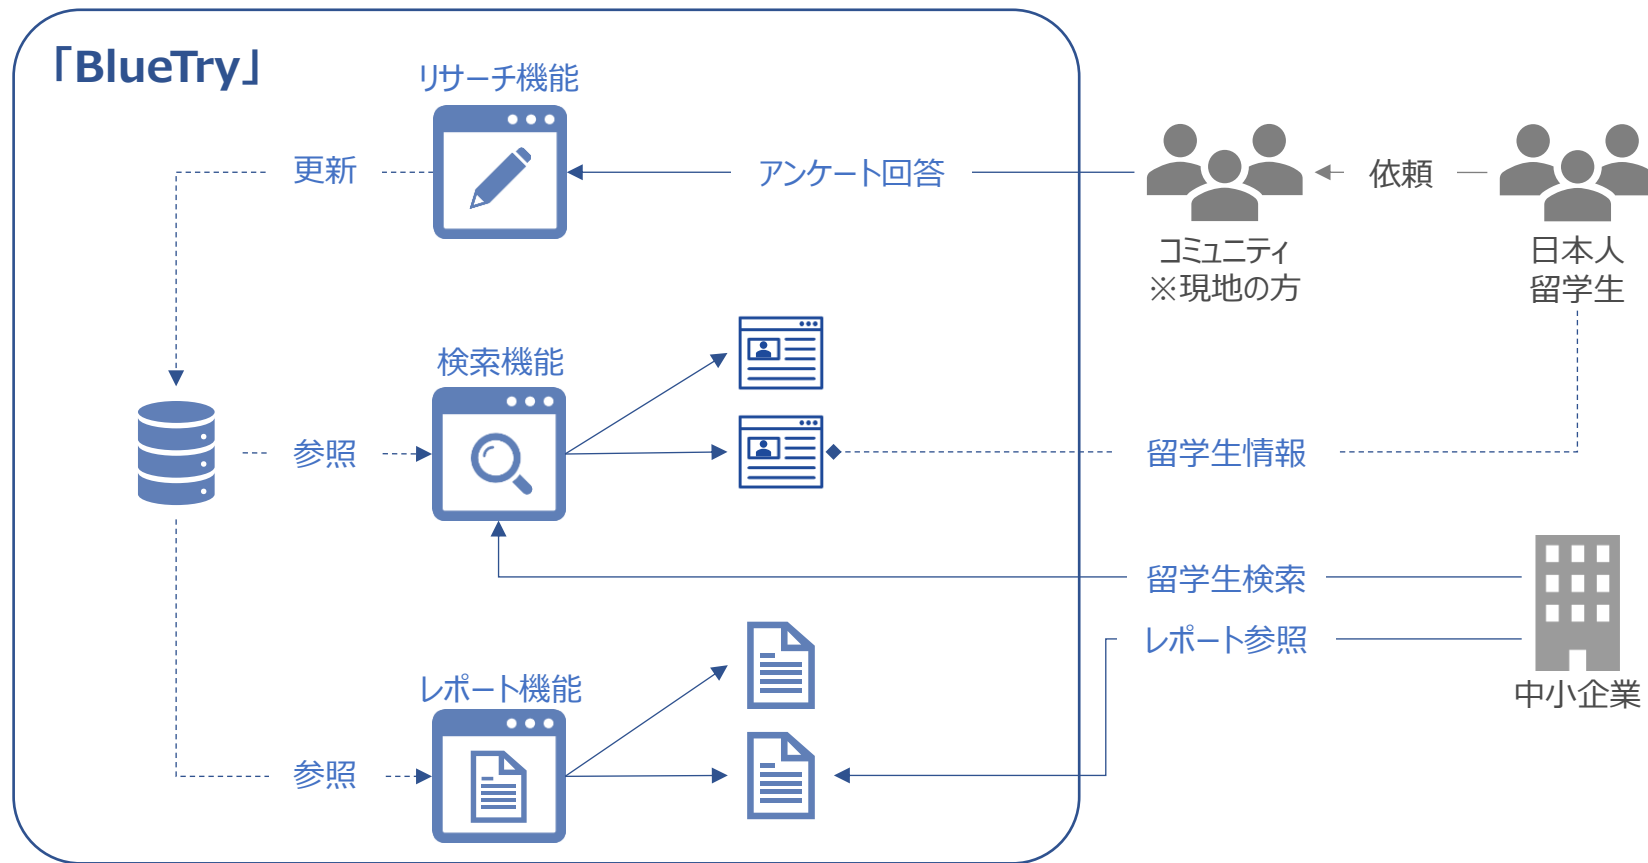 「BlueTry」
リサーチ機能
更新
アンケート回答
依頼
コミュニティ
※現地の方
日本人
留学生
検索機能
参照
留学生情報
留学生検索
レポート参照
中小企業
レポート機能
参照